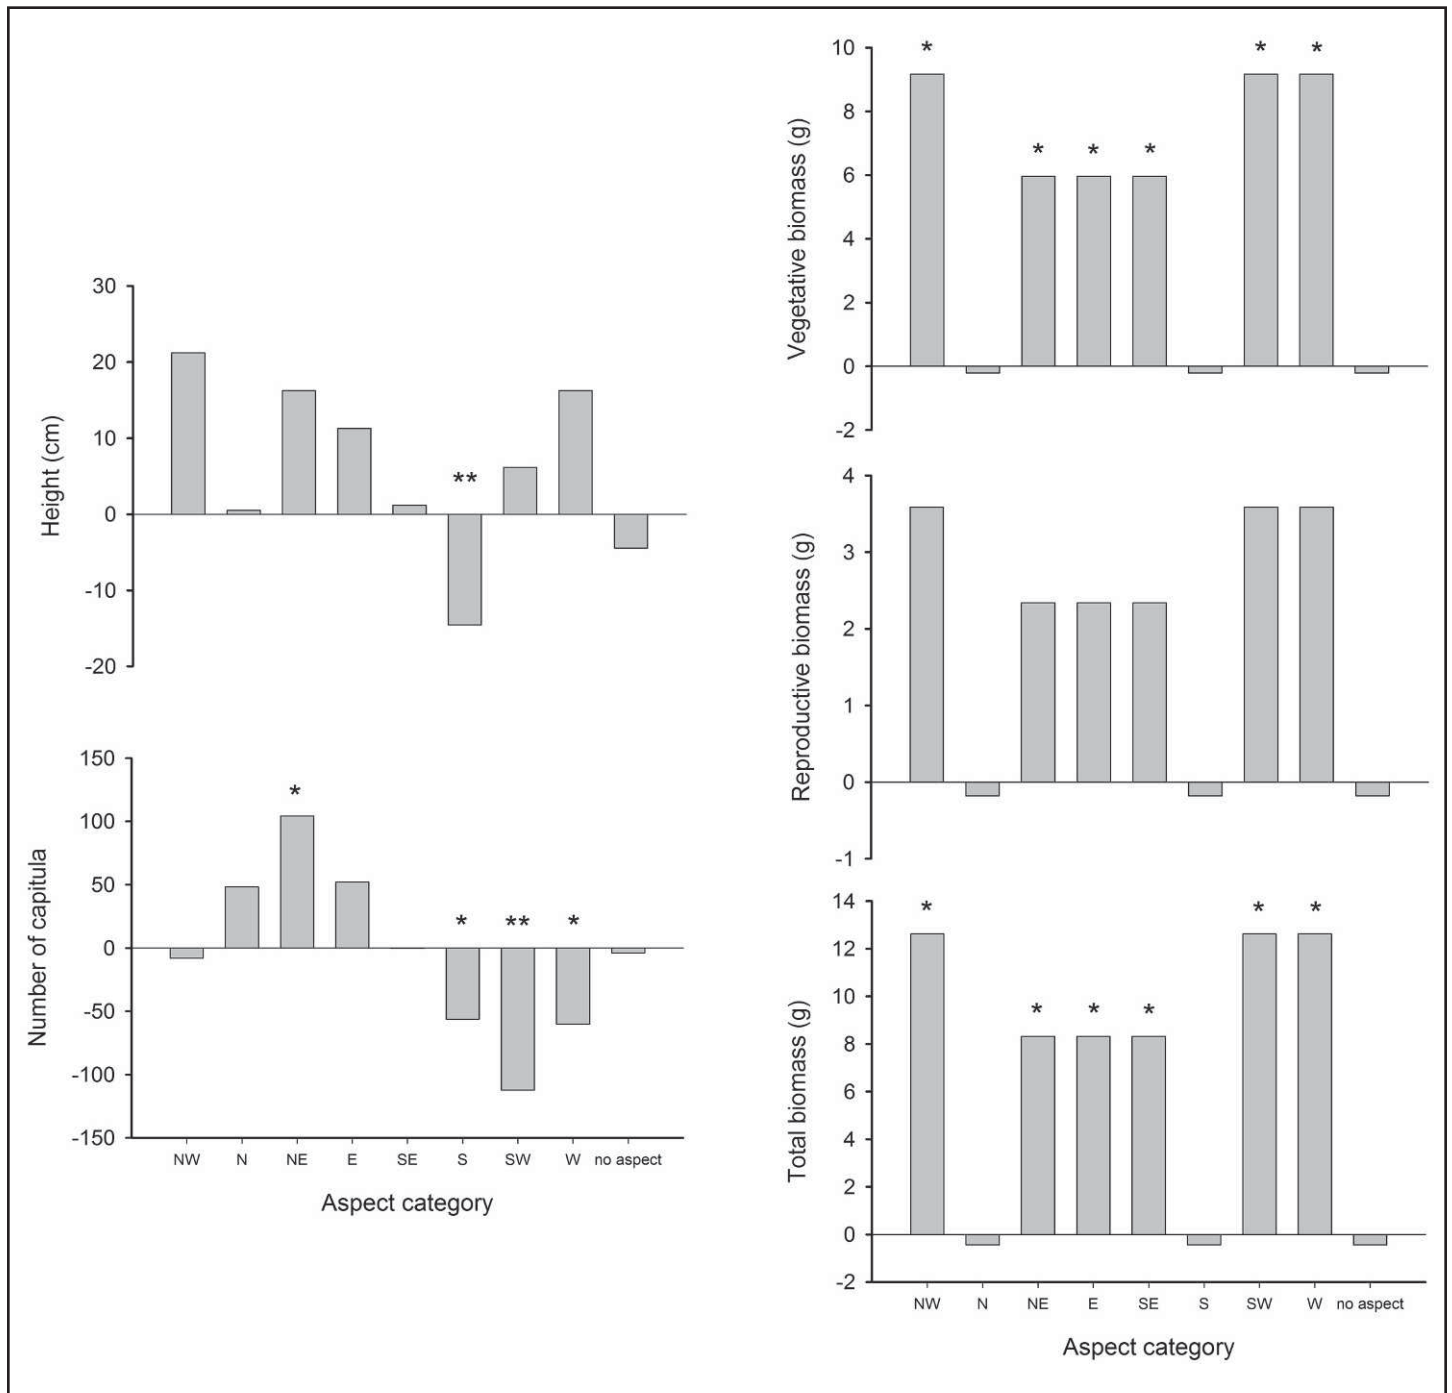 Height (cm)
30
20
10
0
-10
-20
**
Number of capitula
150
100
50
0
-50
-100
-150
*
* ** *
NW N NE E SE S SW W no aspect
Aspect category
Vegetative biomass (g)
10
8
6
4
2
0
-2
* * *
* * *
Reproductive biomass (g)
4
3
2
1
0
-1
Total biomass (g)
14
12
10
8
6
4
2
0
-2
* * *
* * *
NW N NE E SE S SW W no aspect
Aspect category